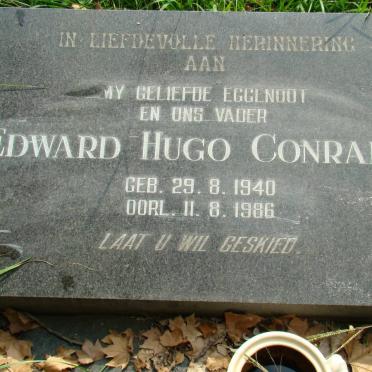 IN LIEFDEVOLLE HERINNERING
AAN
MY GELIEFDE EGGENOOT
EN ONS VADER
EDWARD HUGO CONRA
GEB. 29. 8. 1940
OORL. 11. 8. 1986
LAAT U WIL GESKIED.